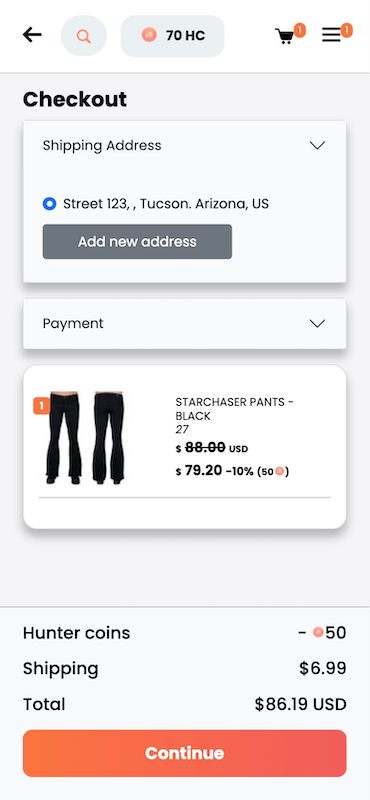 70 HC
1
1
Checkout
Shipping Address
Street 123, , Tucson. Arizona, US
Add new address
Payment
1
STARCHASER PANTS -
BLACK
27
$ 88.00 USD
$ 79.20 -10% (50)
Hunter coins - 50
Shipping $6.99
Total $86.19 USD
Continue